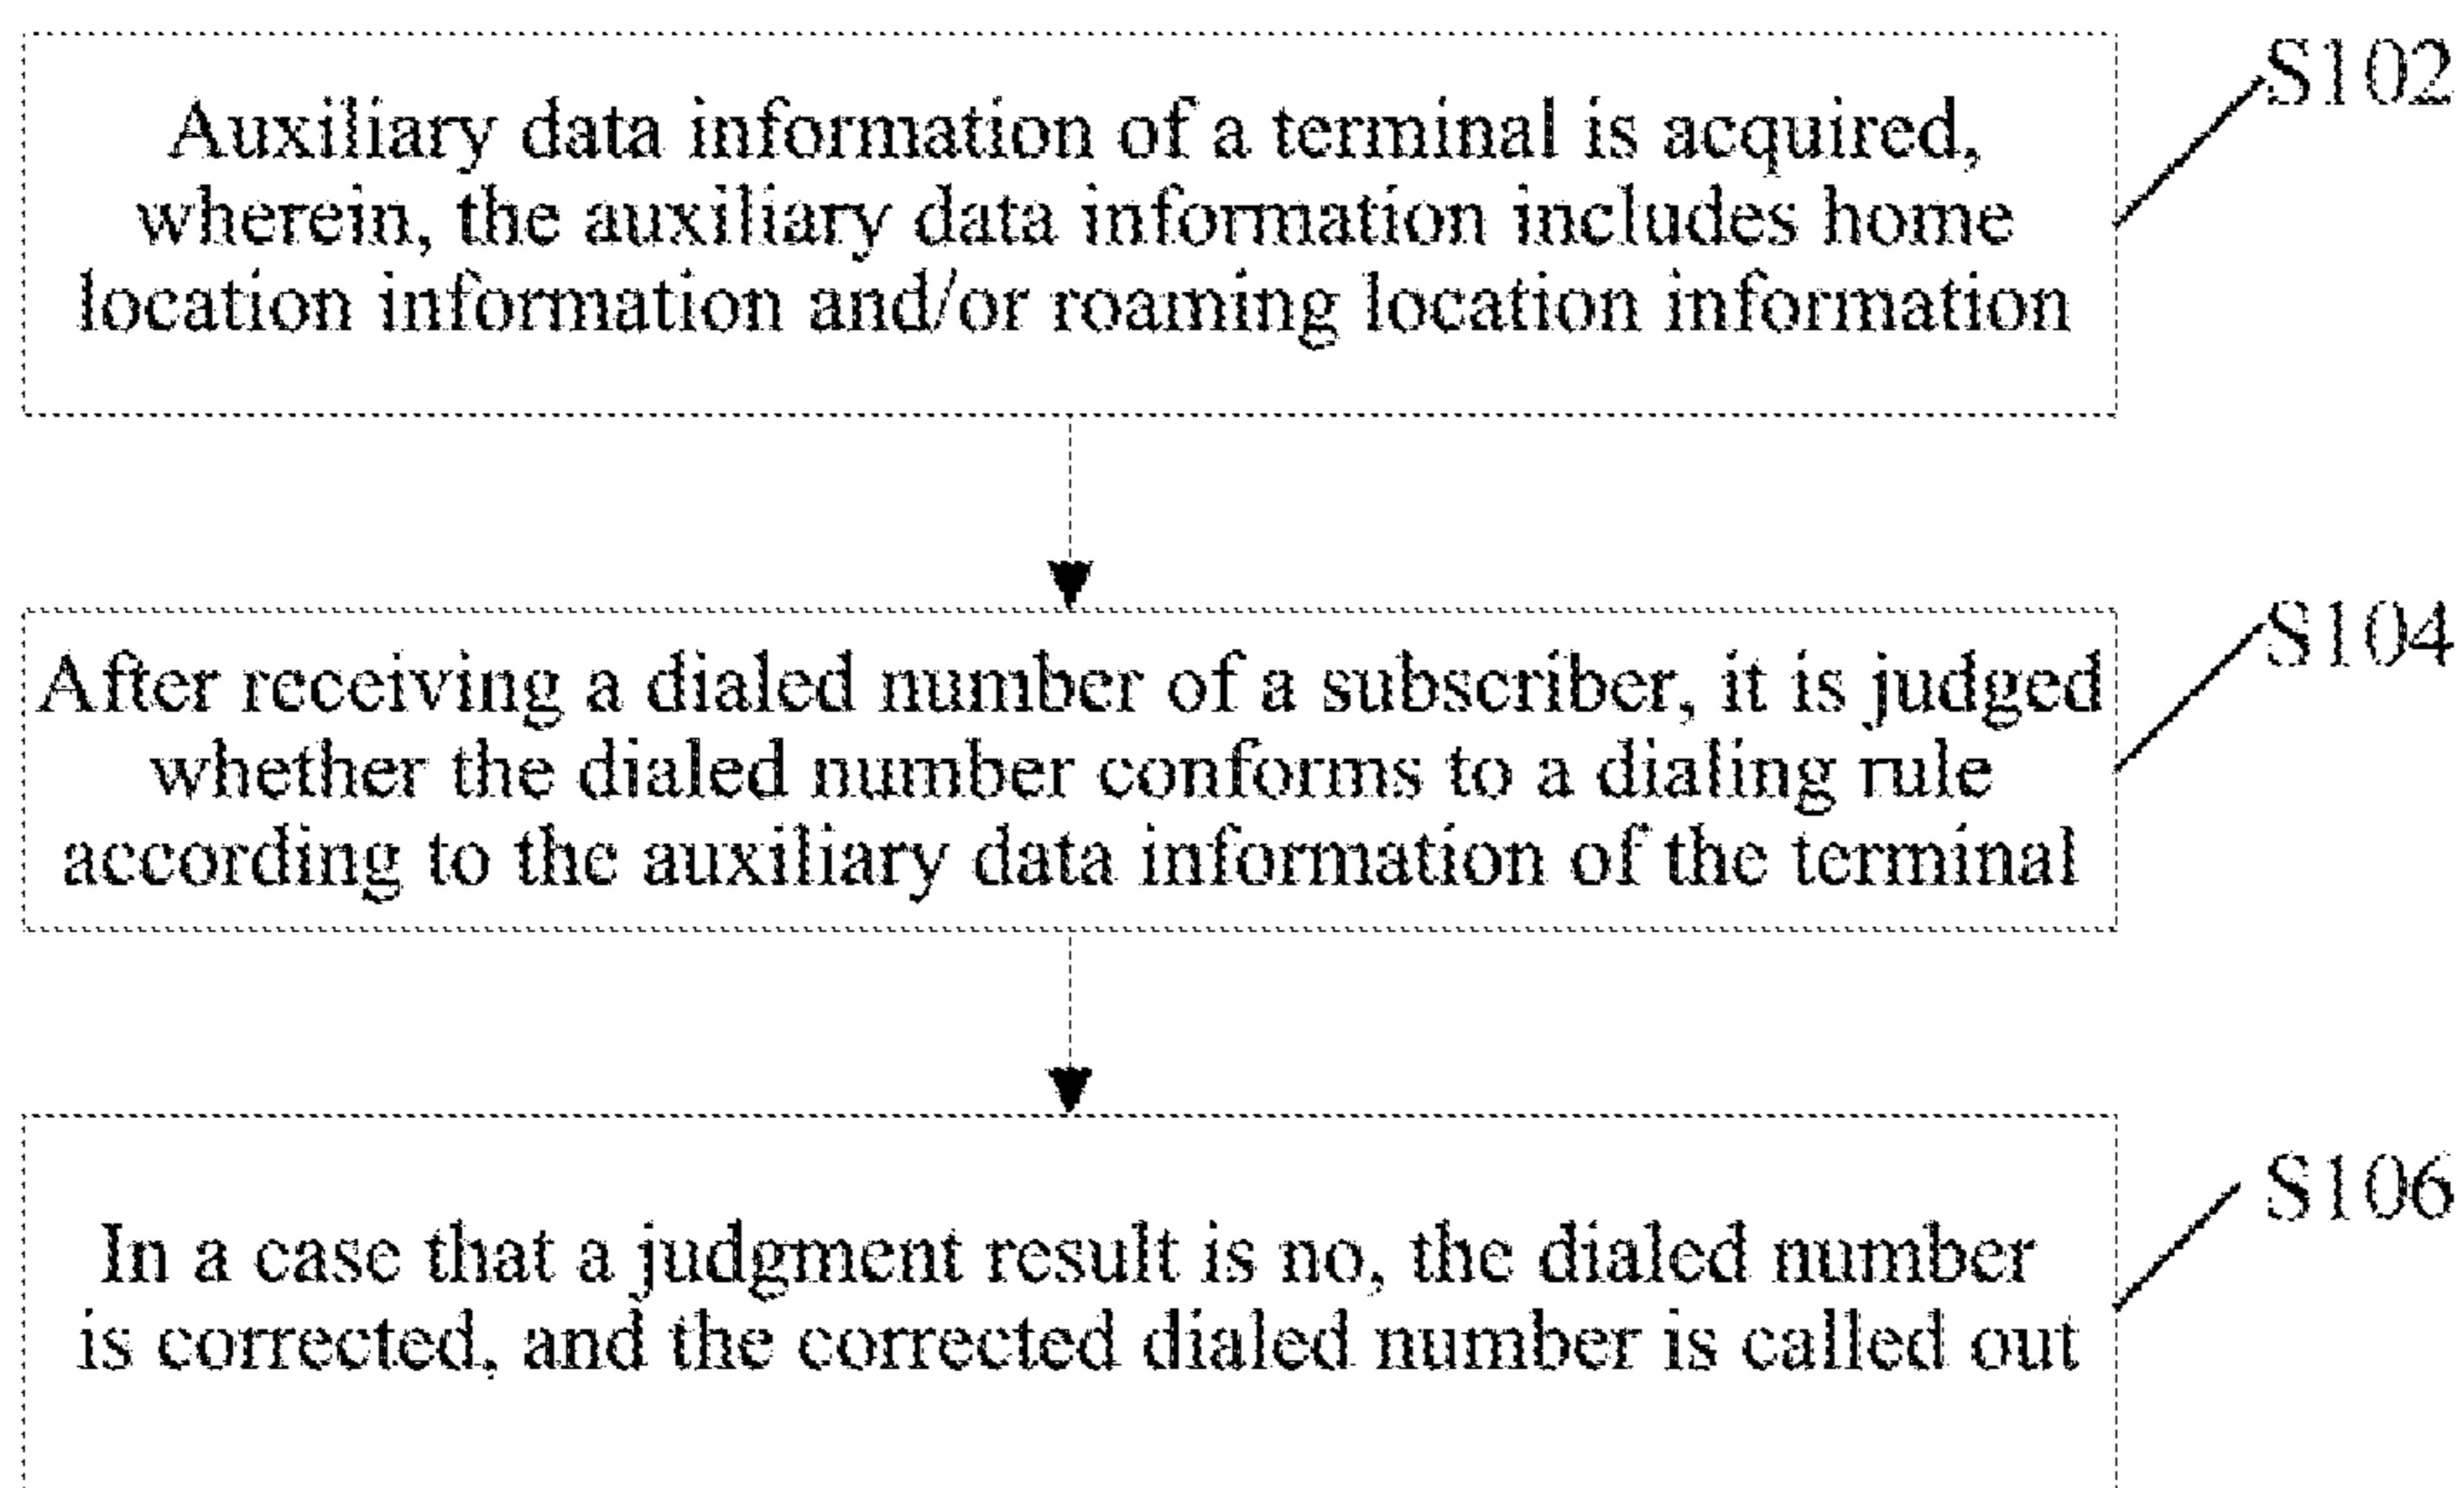 S102
Auxiliary data information of a terminal is acquired,
wherein, the auxiliary data information includes home
location information and/or roaming location information
S104
After receiving a dialed number of a subscriber, it is judged
whether the dialed number conforms to a dialing rule
according to the auxiliary data information of the terminal
S106
In a case that a judgment result is no, the dialed number
is corrected, and the corrected dialed number is called out